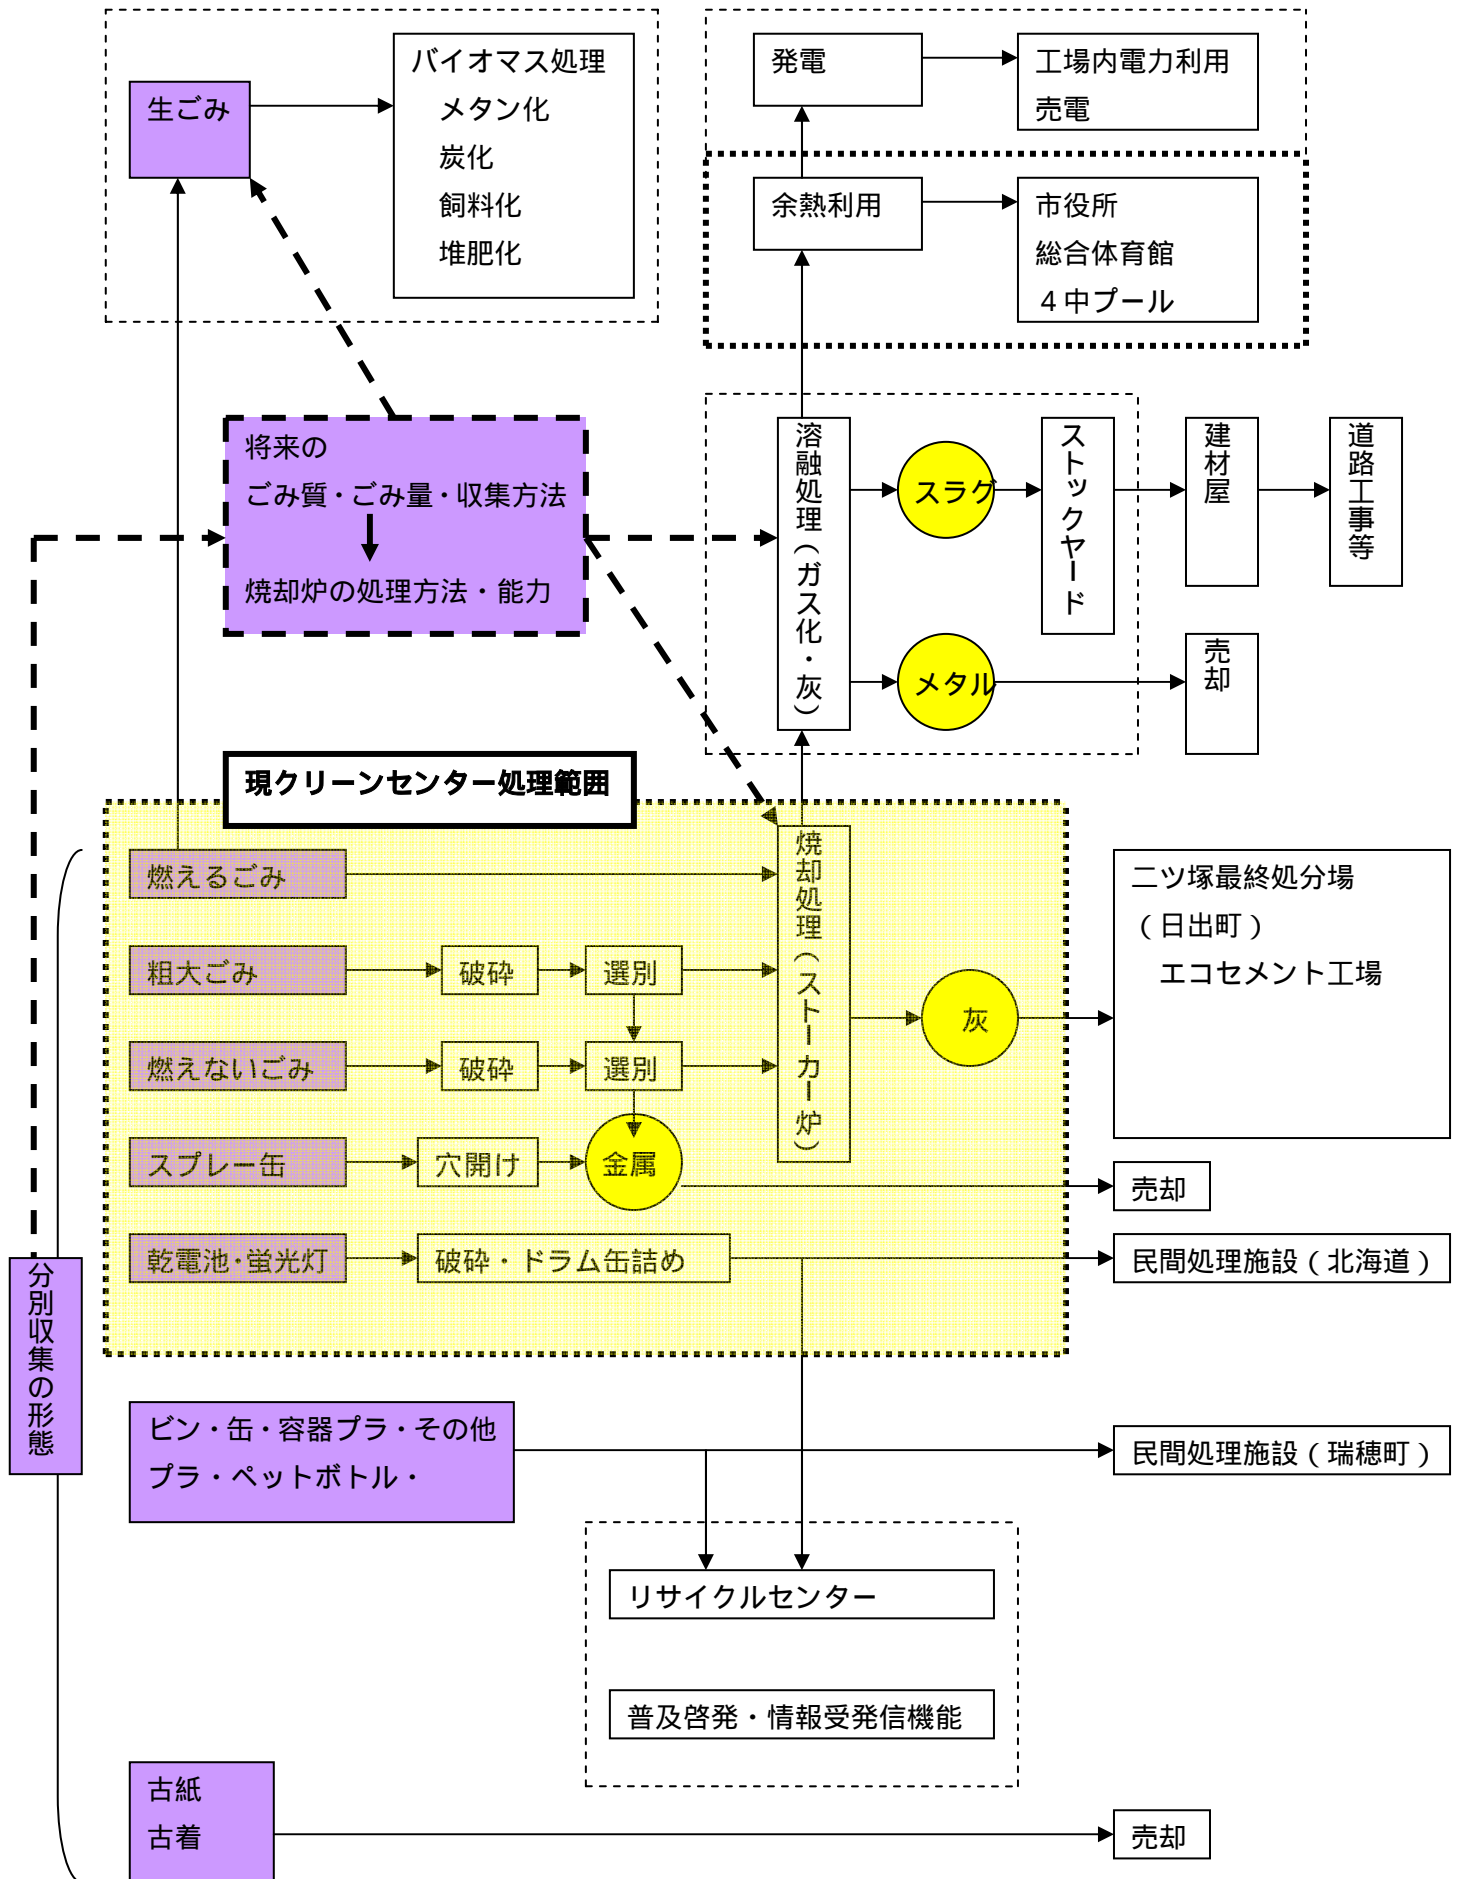 生ごみ
バイオマス処理
メタン化
炭化
飼料化
堆肥化
発電
工場内電力利用
売電
余熱利用
市役所
総合体育館
４中プール
将来の
ごみ質・ごみ量・収集方法
焼却炉の処理方法・能力
溶融処理（ガス化・灰）
スラグ
ストックヤード
建材屋
道路工事等
メタル
売却
現クリーンセンター処理範囲
燃えるごみ
焼却処理（ストーカー炉）
粗大ごみ
破砕
選別
燃えないごみ
破砕
選別
灰
二ツ塚最終処分場
（日出町）
エコセメント工場
スプレー缶
穴開け
金属
売却
乾電池・蛍光灯
破砕・ドラム缶詰め
民間処理施設（北海道）
分別収集の形態
ビン・缶・容器プラ・その他
プラ・ペットボトル・
民間処理施設（瑞穂町）
リサイクルセンター
普及啓発・情報受発信機能
古紙
古着
売却